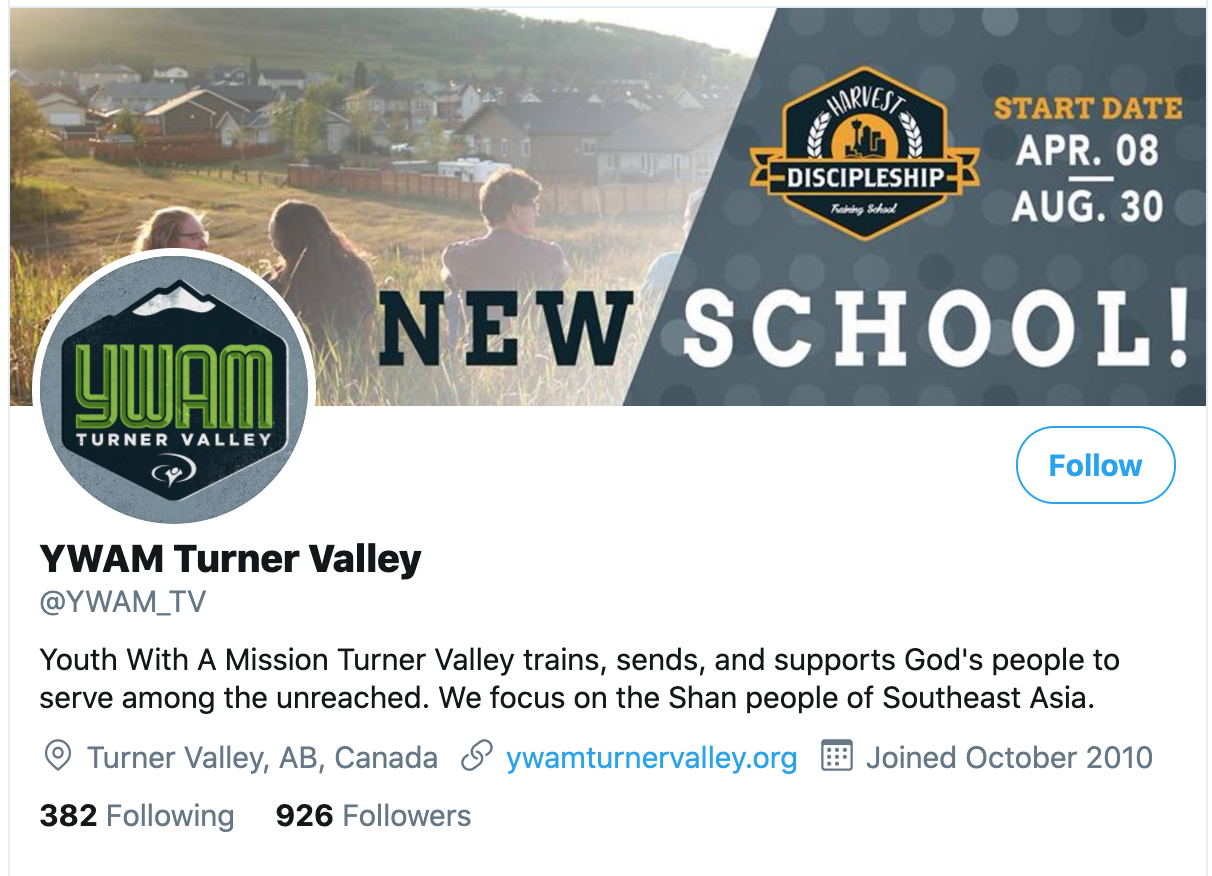 HARVEST
DISCIPLESHIP
Training School
START DATE
APR. 08
AUG. 30
NEW SCHOOL!
YWAM
TURNER VALLEY
Follow
YWAM Turner Valley
@YWAM_TV
Youth With A Mission Turner Valley trains, sends, and supports God's people to
serve among the unreached. We focus on the Shan people of Southeast Asia.
Turner Valley, AB, Canada ywamturnervalley.org Joined October 2010
382 Following 926 Followers